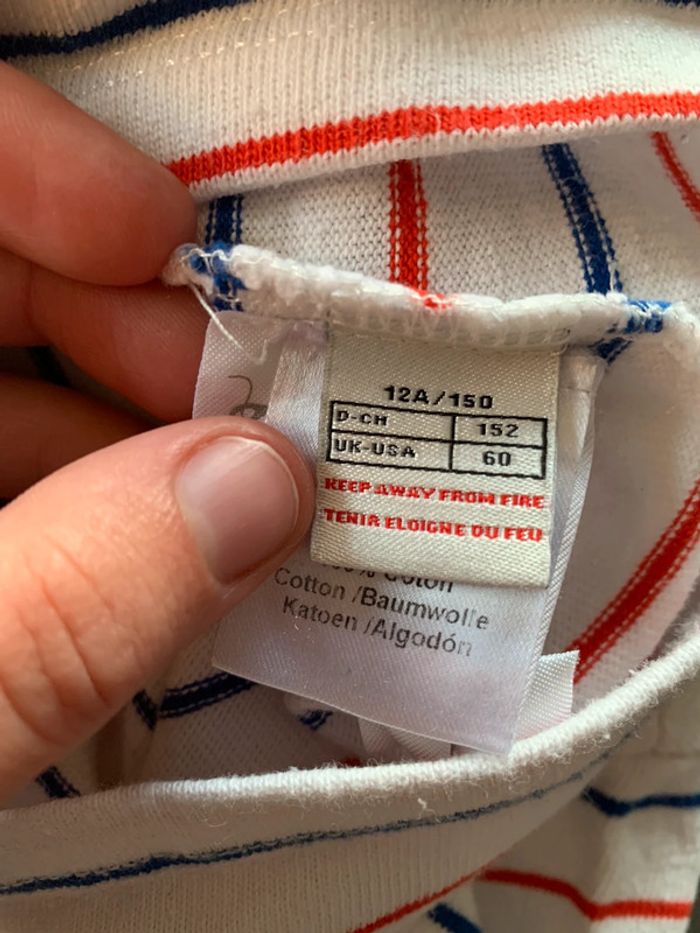 12A/150
D-CH 152
UK-USA 60
KEEP AWAY FROM FIRE
TENIR ELOIGNE DU FEU
Coton
Cotton /Baumwolle
Katoen /Algodón